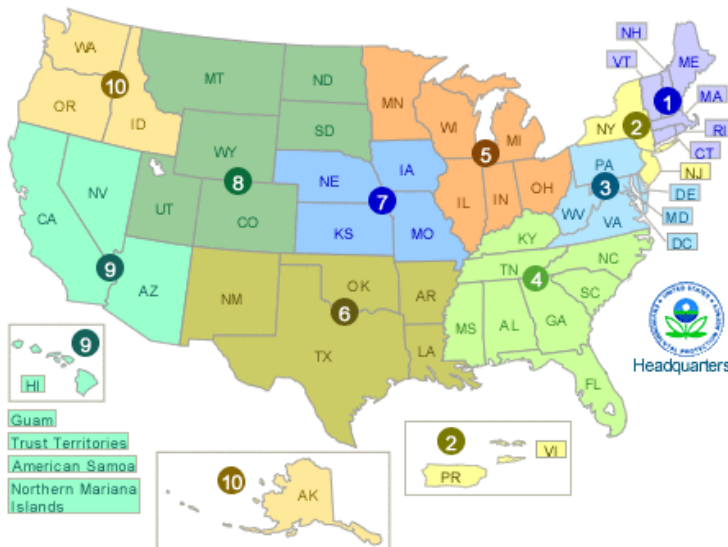 NH
VT
ME
WA
MT
ND
MN
10
1
MA
OR
ID
WI
NY
2
RI
SD
MI
CT
WY
5
PA
NJ
8
IA
3
NV
NE
7
IL
IN
OH
WV
DE
CA
UT
CO
VA
MD
KS
MO
KY
DC
9
TN
4
NC
AZ
OK
AR
SC
NM
6
MS
AL
GA
TX
LA
Headquarters
9
FL
HI
Guam
Trust Territories
American Samoa
Northern Mariana
Islands
10
AK
2
VI
PR